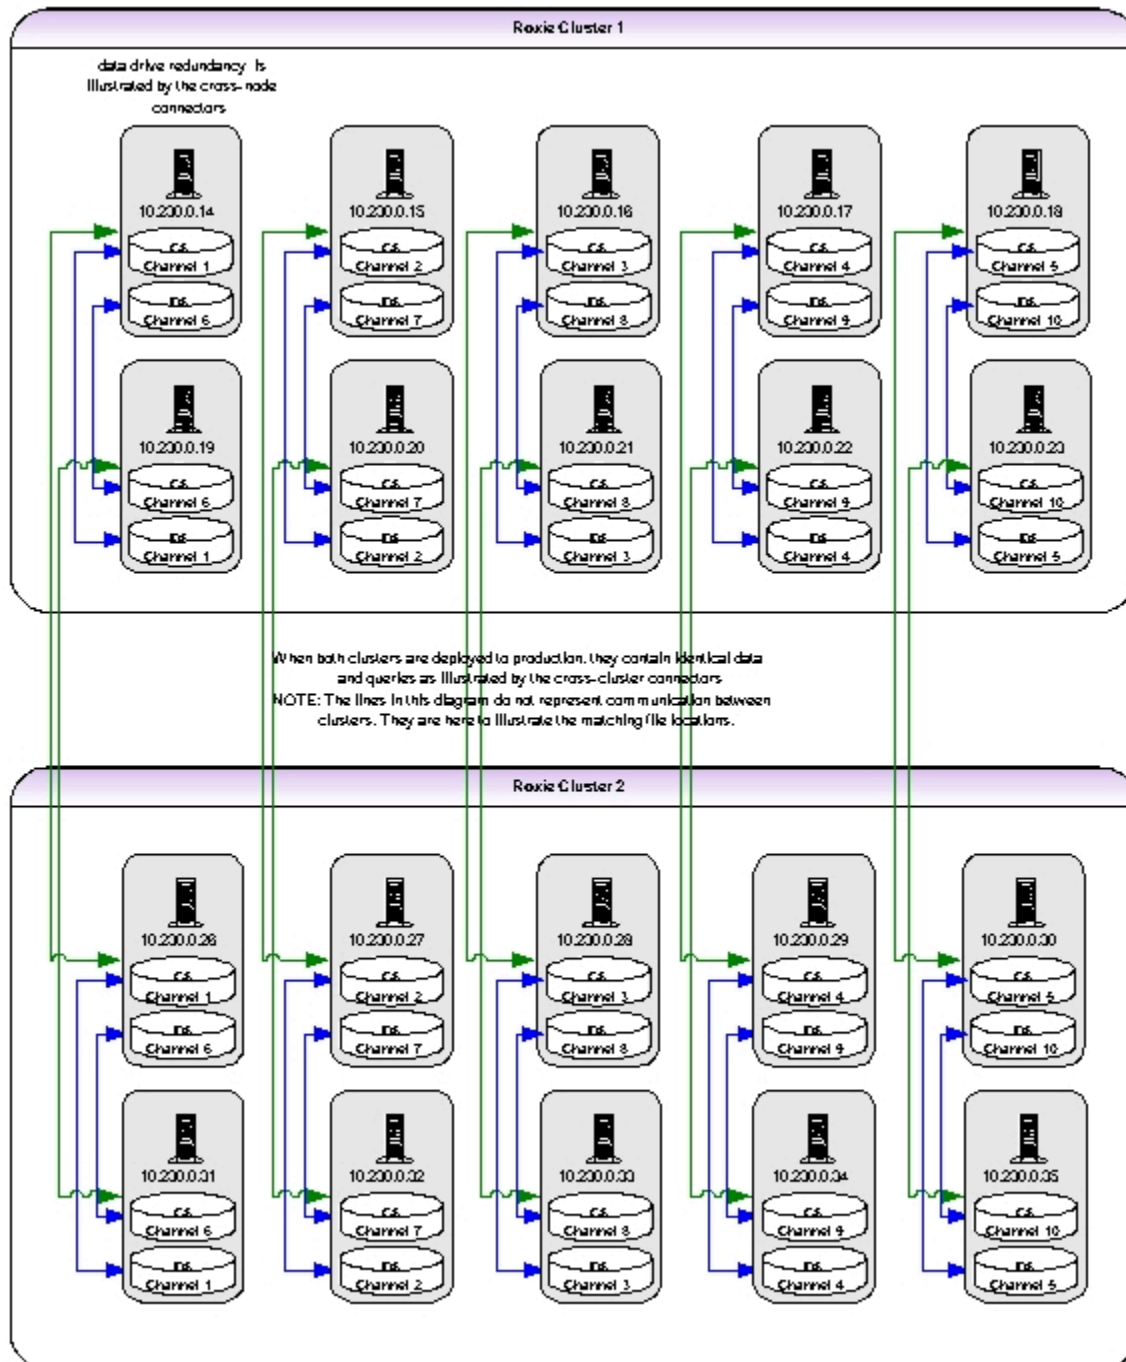 Roxie Cluster 1
data drive redundancy is
illustrated by the cross-node
connectors
10.230.0.14
10.230.0.15
10.230.0.16
10.230.0.17
10.230.0.18
C:\$
C:\$
C:\$
C:\$
C:\$
Channel 1
Channel 2
Channel 3
Channel 4
Channel 5
D:\$
D:\$
D:\$
D:\$
D:\$
Channel 6
Channel 7
Channel 8
Channel 9
Channel 10
10.230.0.19
10.230.0.20
10.230.0.21
10.230.0.22
10.230.0.23
C:\$
C:\$
C:\$
C:\$
C:\$
Channel 6
Channel 7
Channel 8
Channel 9
Channel 10
D:\$
D:\$
D:\$
D:\$
D:\$
Channel 1
Channel 2
Channel 3
Channel 4
Channel 5
When both clusters are deployed to production, they contain identical data
and queries as illustrated by the cross-cluster connectors
NOTE: The lines in this diagram do not represent communication between
clusters. They are here to illustrate the matching file locations.
Roxie Cluster 2
10.230.0.26
10.230.0.27
10.230.0.28
10.230.0.29
10.230.0.30
C:\$
C:\$
C:\$
C:\$
C:\$
Channel 1
Channel 2
Channel 3
Channel 4
Channel 5
D:\$
D:\$
D:\$
D:\$
D:\$
Channel 6
Channel 7
Channel 8
Channel 9
Channel 10
10.230.0.31
10.230.0.32
10.230.0.33
10.230.0.34
10.230.0.35
C:\$
C:\$
C:\$
C:\$
C:\$
Channel 6
Channel 7
Channel 8
Channel 9
Channel 10
D:\$
D:\$
D:\$
D:\$
D:\$
Channel 1
Channel 2
Channel 3
Channel 4
Channel 5